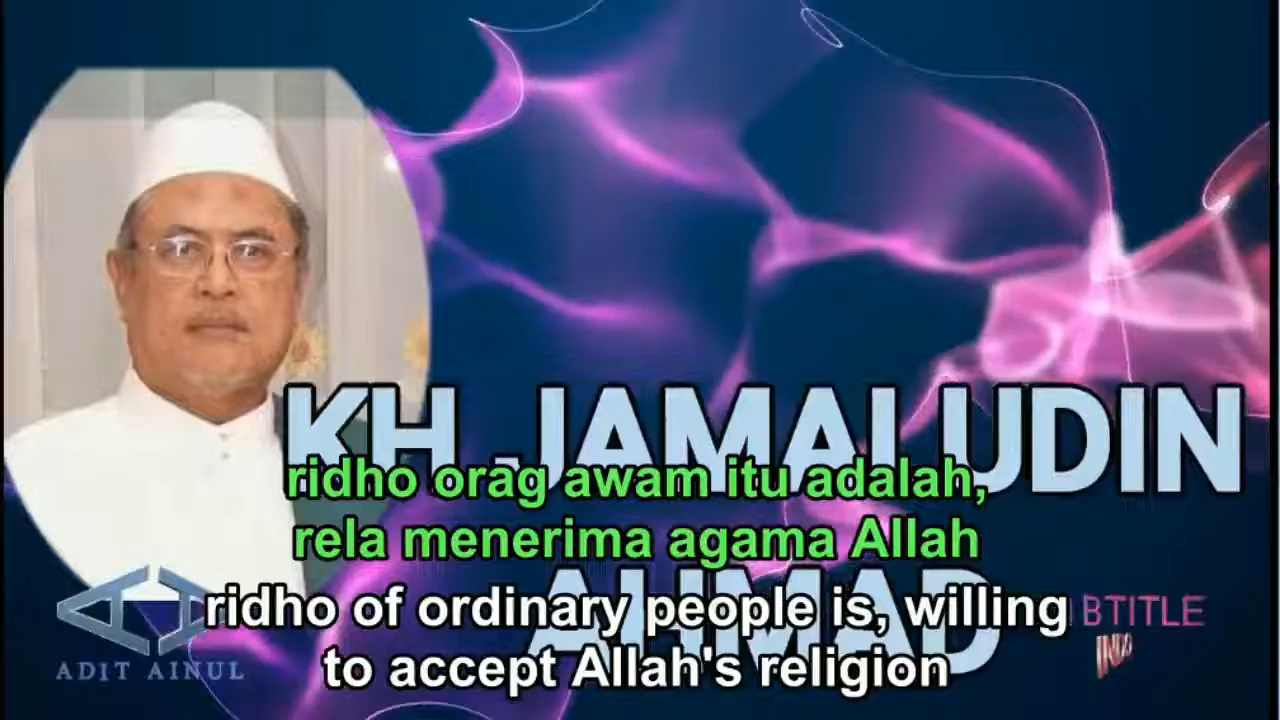 KH JAMALUDIN
ridho orag awam itu adalah,
rela menerima agama Allah
AHMAD
ridho of ordinary people is, willing
to accept Allah's religion
ADIT AINUL
BTITLE
INDO